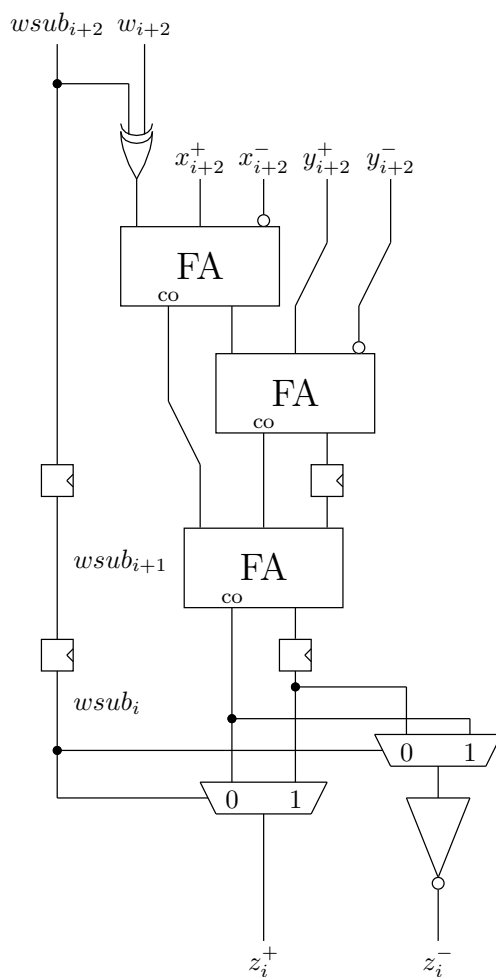 wsub_{i+2} w_{i+2}
x^+_{i+2} x^-_{i+2} y^+_{i+2} y^-_{i+2}
FA
co
FA
co
wsub_{i+1}
FA
co
wsub_i
0 1
0 1
z^+_i z^-_i